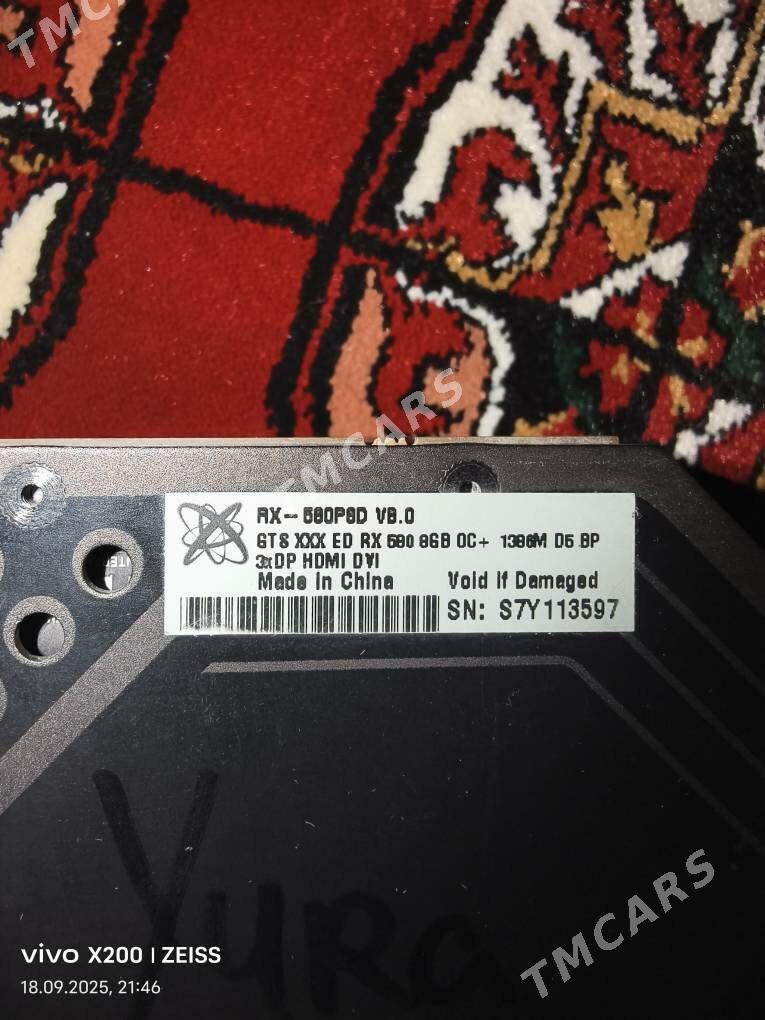 TMCARS
TMCARS
RX-580P8D V8.0
GTS XXX ED RX 580 8GB OC+ 1386M D5 BP
3xDP HDMI DVI
Made in China Void If Damaged
SN: S7Y113597
Yura
TMCARS
vivo X200 | ZEISS
18.09.2025, 21:46